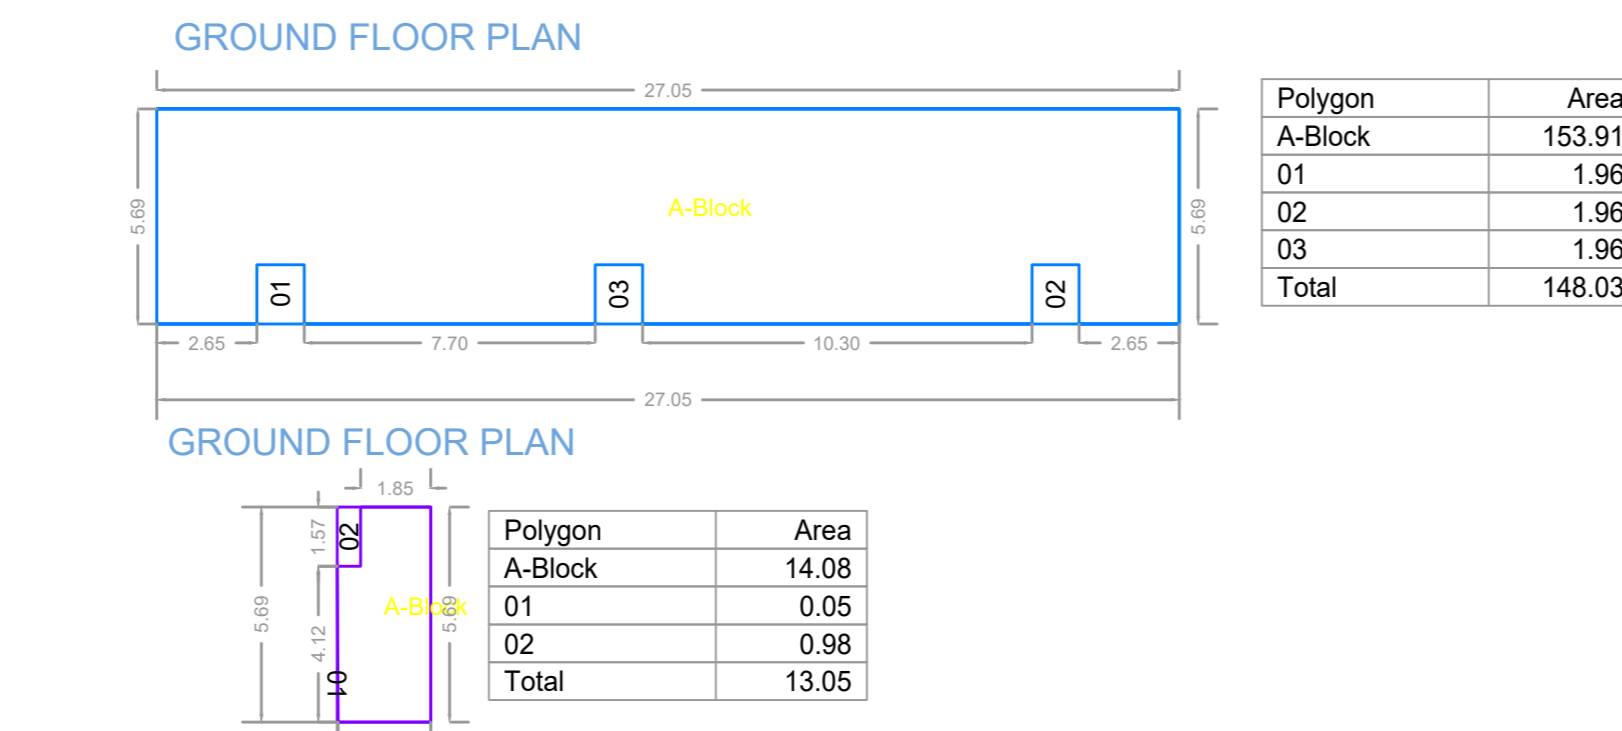 GROUND FLOOR PLAN
27.05
Polygon Area
A-Block 153.91
01 1.96
02 1.96
03 1.96
Total 148.03
5.69
A-Block
5.69
01
03
02
2.65
7.70
10.30
2.65
27.05
GROUND FLOOR PLAN
1.85
1.57
02
5.69
4.12
01
A-Block
5.69
Polygon Area
A-Block 14.08
01 0.05
02 0.98
Total 13.05